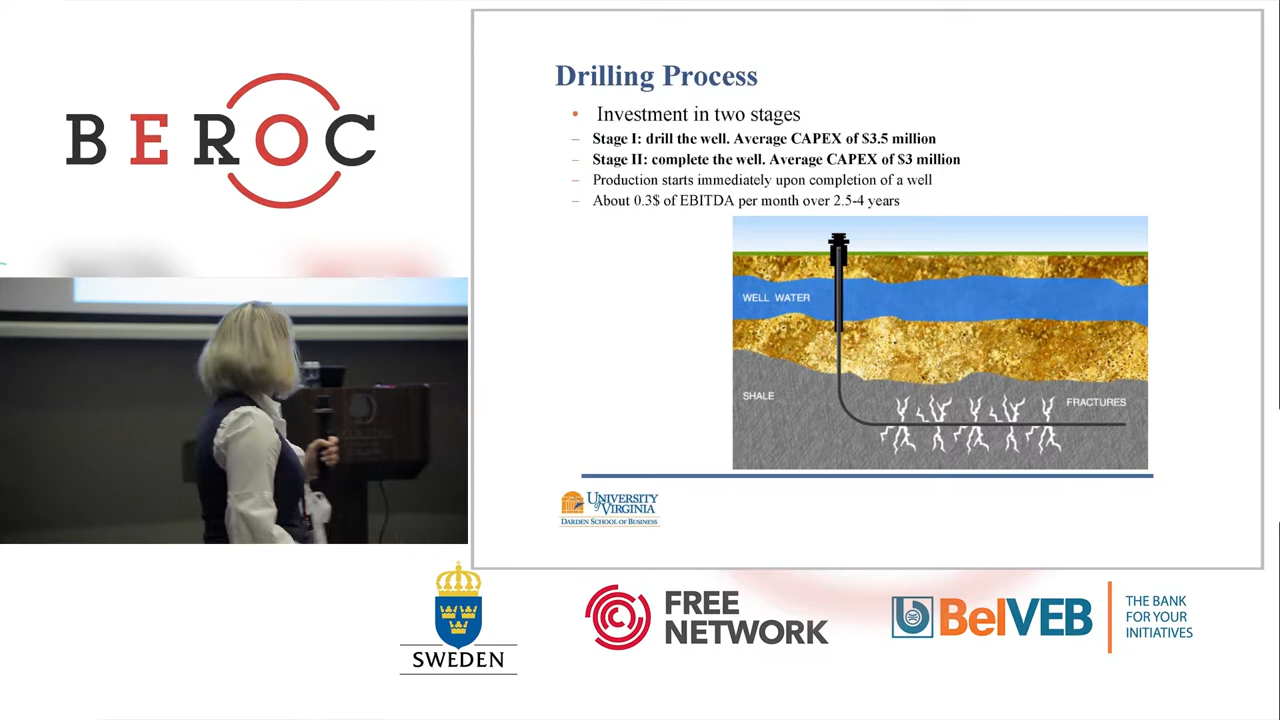 BEROC
Drilling Process
• Investment in two stages
– Stage I: drill the well. Average CAPEX of $3.5 million
– Stage II: complete the well. Average CAPEX of $3 million
– Production starts immediately upon completion of a well
– About 0.3$ of EBITDA per month over 2.5-4 years
WELL WATER
SHALE
FRACTURES
UNIVERSITY
of VIRGINIA
DARDEN SCHOOL OF BUSINESS
SWEDEN
FREE
NETWORK
BelVEB
THE BANK
FOR YOUR
INITIATIVES